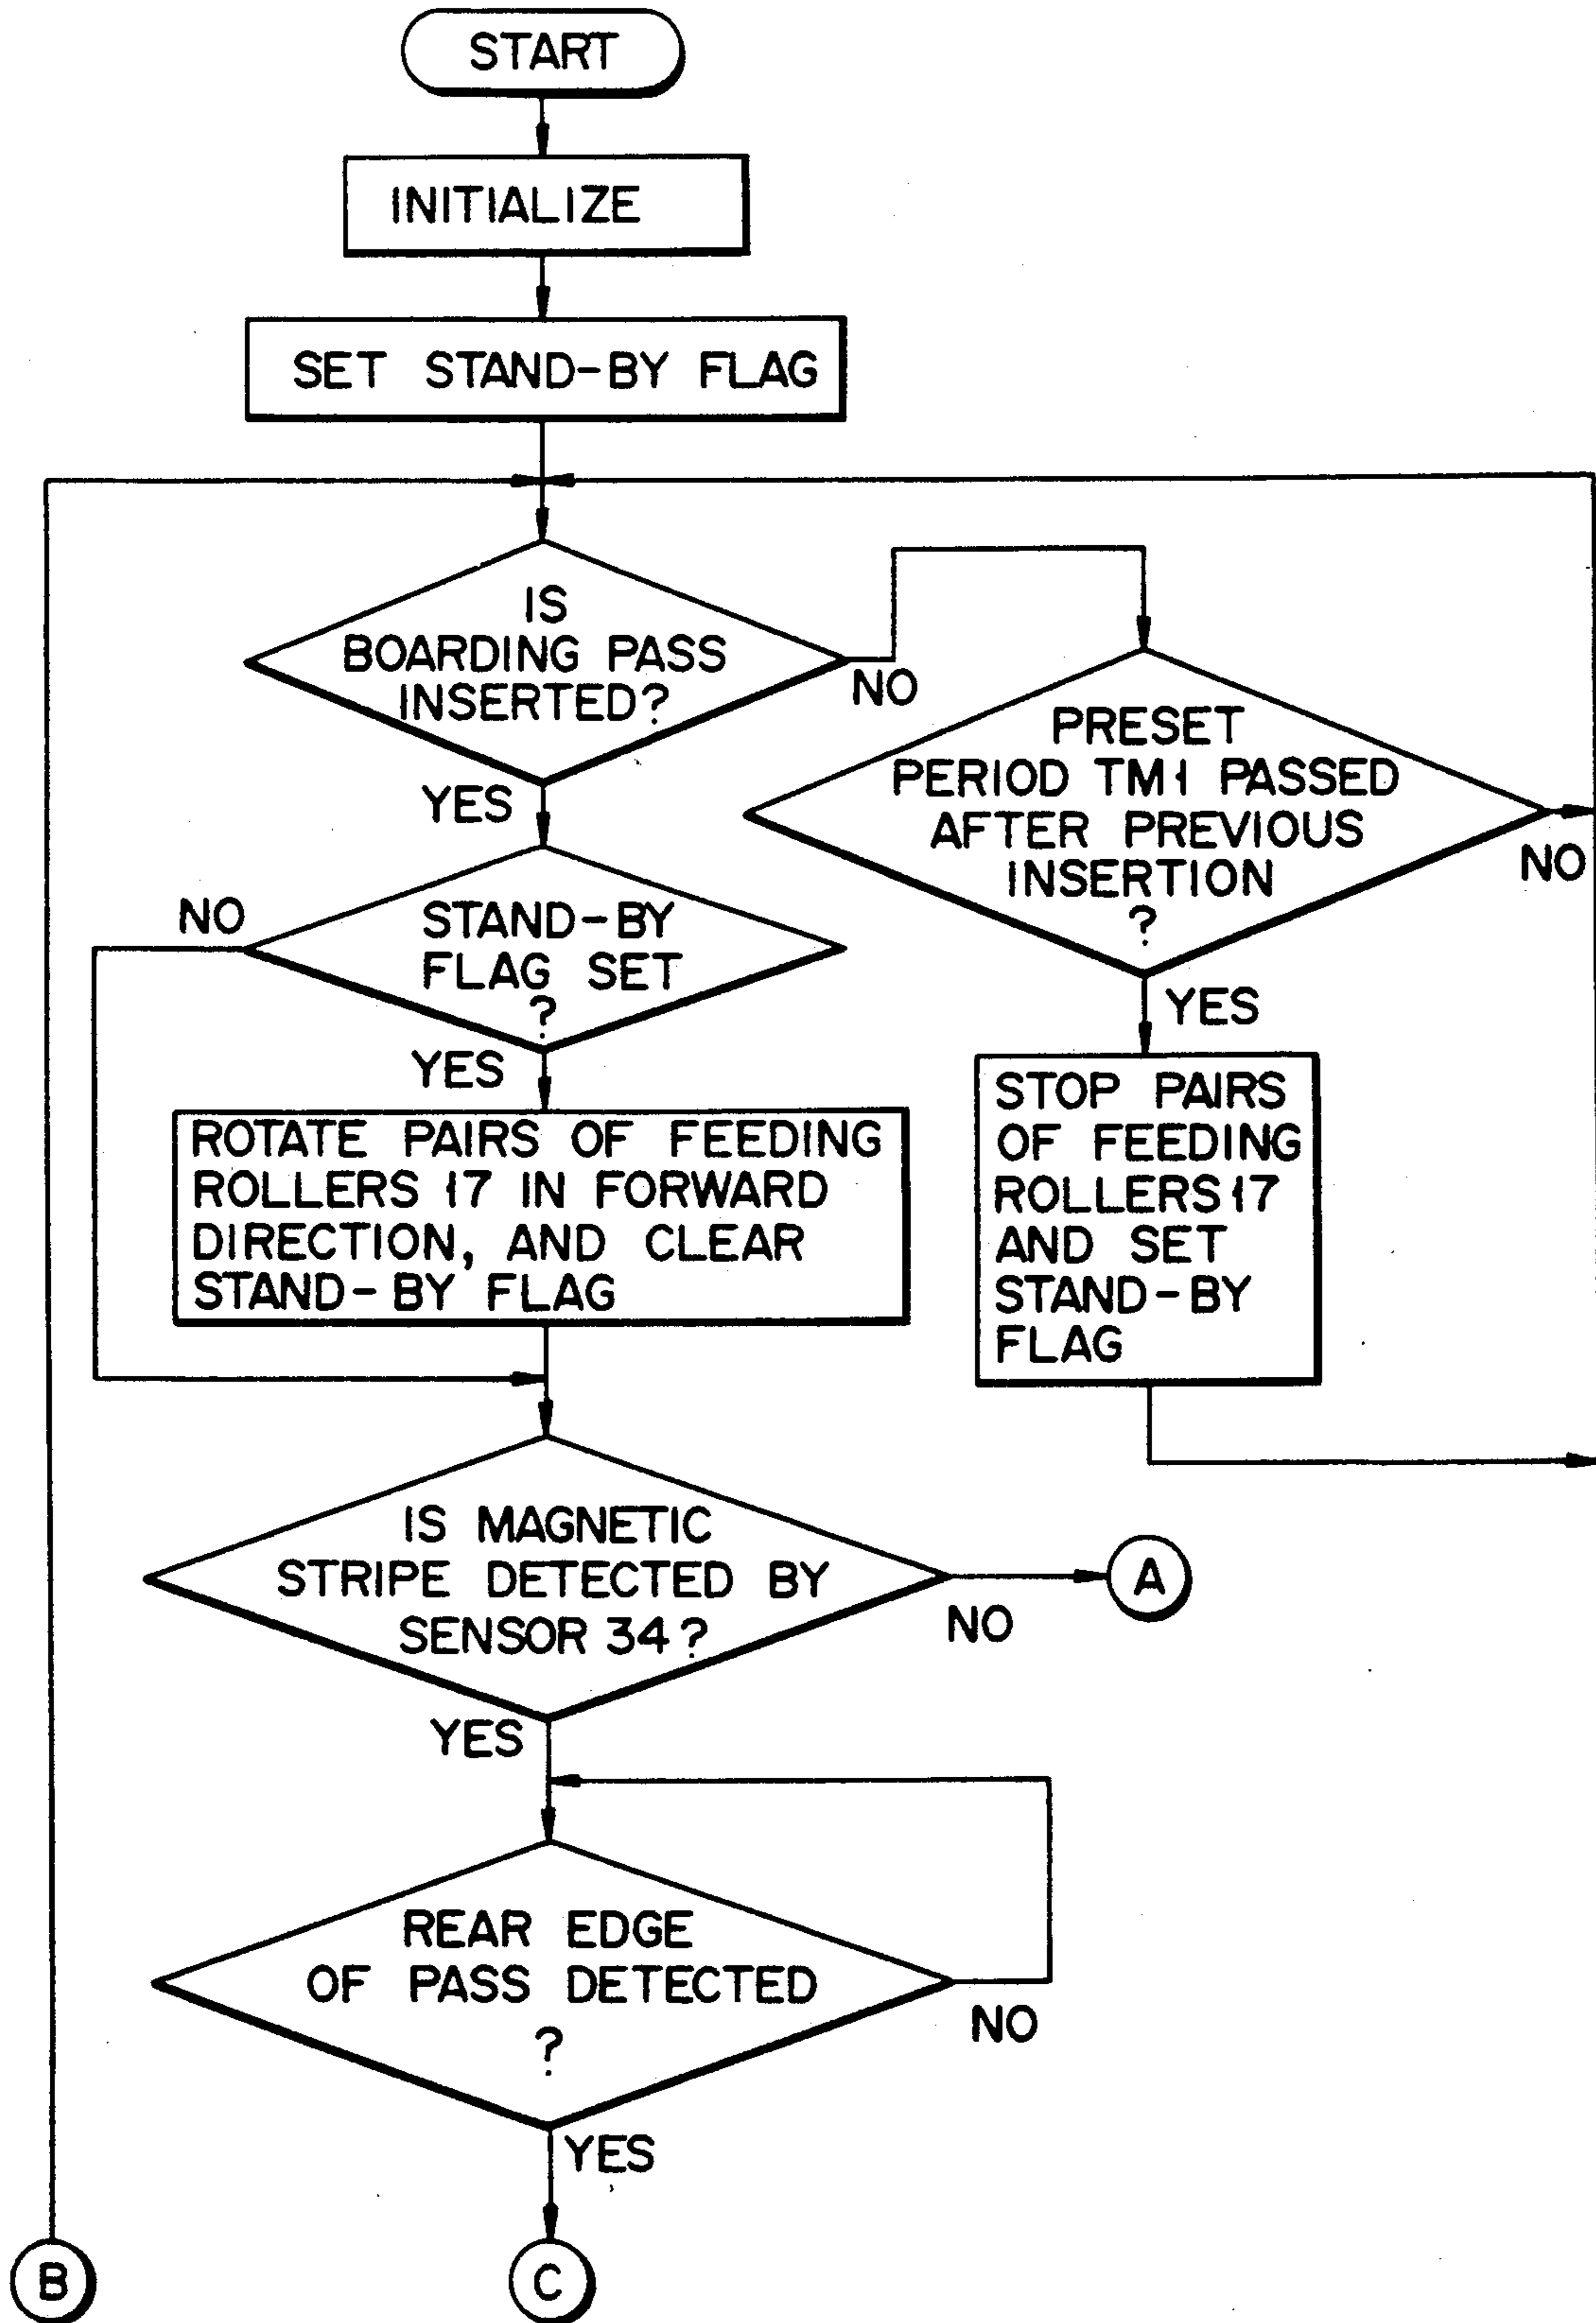 START
INITIALIZE
SET STAND-BY FLAG
IS
BOARDING PASS
INSERTED?
NO
YES
PRESET
PERIOD TM1 PASSED
AFTER PREVIOUS
INSERTION
?
NO
YES
STAND-BY
FLAG SET
?
NO
YES
ROTATE PAIRS OF FEEDING
ROLLERS 17 IN FORWARD
DIRECTION, AND CLEAR
STAND-BY FLAG
STOP PAIRS
OF FEEDING
ROLLERS 17
AND SET
STAND-BY
FLAG
IS MAGNETIC
STRIPE DETECTED BY
SENSOR 34?
NO
A
YES
REAR EDGE
OF PASS DETECTED
?
NO
YES
B
C